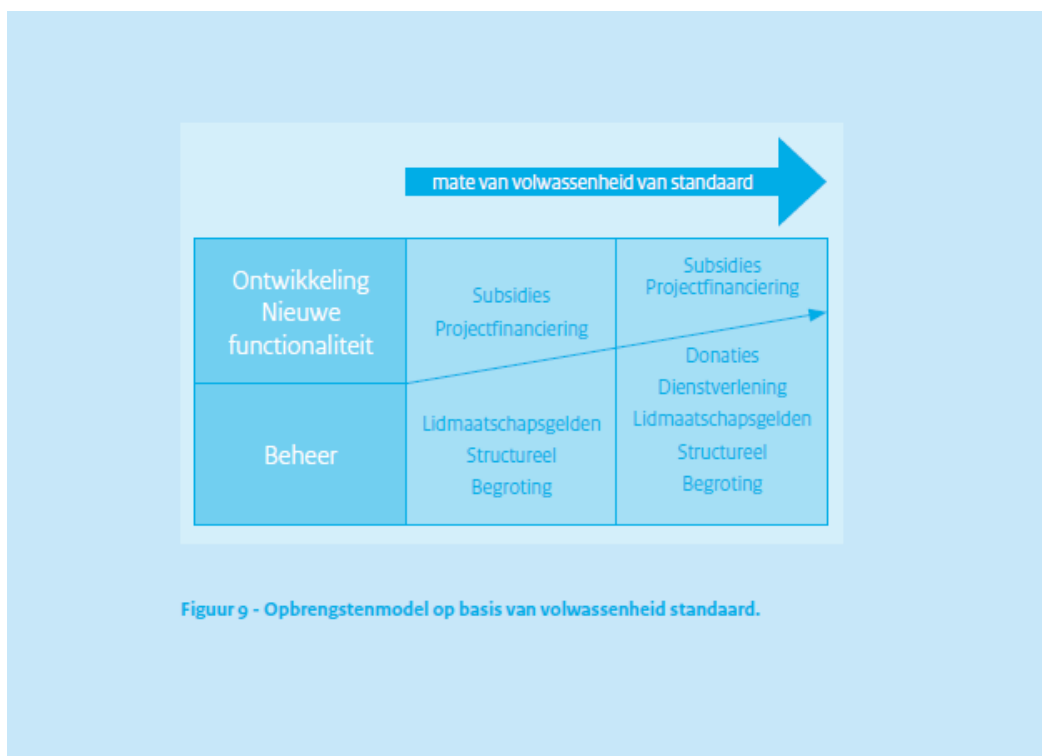 mate van volwassenheid van standaard
Ontwikkeling
Nieuwe
functionaliteit
Subsidies
Projectfinanciering
Subsidies
Projectfinanciering
Beheer
Lidmaatschapsgelden
Structureel
Begroting
Donaties
Dienstverlening
Lidmaatschapsgelden
Structureel
Begroting
Figuur 9 - Opbrengstenmodel op basis van volwassenheid standaard.